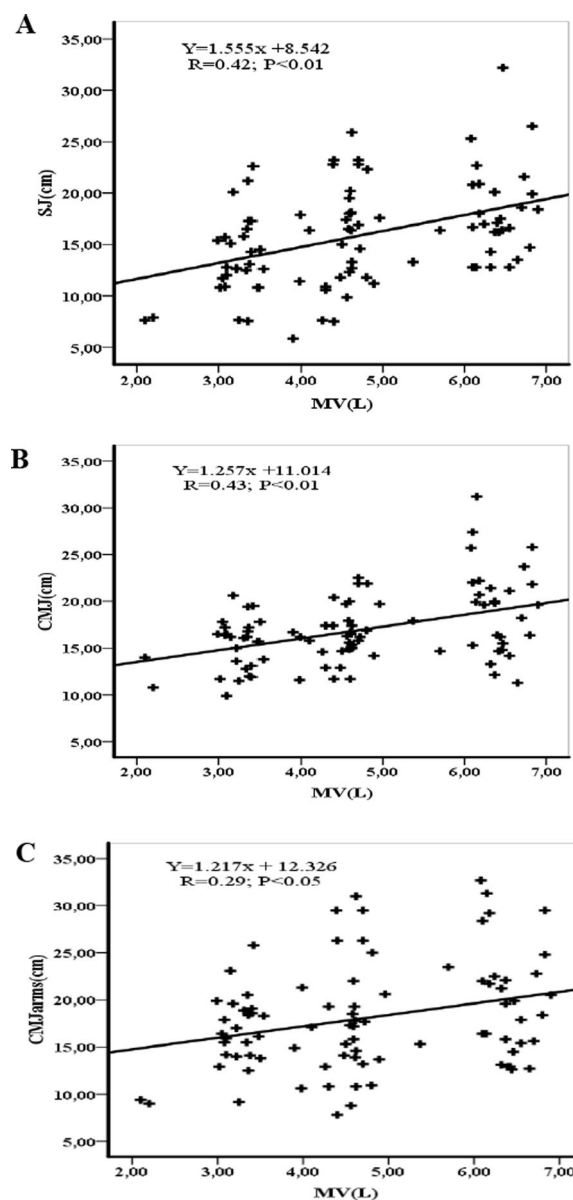 A
Y=1.555x +8.542
R=0.42; P<0.01
35,00
30,00
25,00
20,00
15,00
10,00
5,00
SJ(cm)
2,00 3,00 4,00 5,00 6,00 7,00
MV(L)
B
Y=1.257x +11.014
R=0.43; P<0.01
35,00
30,00
25,00
20,00
15,00
10,00
5,00
CMJ(cm)
2,00 3,00 4,00 5,00 6,00 7,00
MV(L)
C
Y=1.217x + 12.326
R=0.29; P<0.05
35,00
30,00
25,00
20,00
15,00
10,00
5,00
CMJarms(cm)
2,00 3,00 4,00 5,00 6,00 7,00
MV(L)